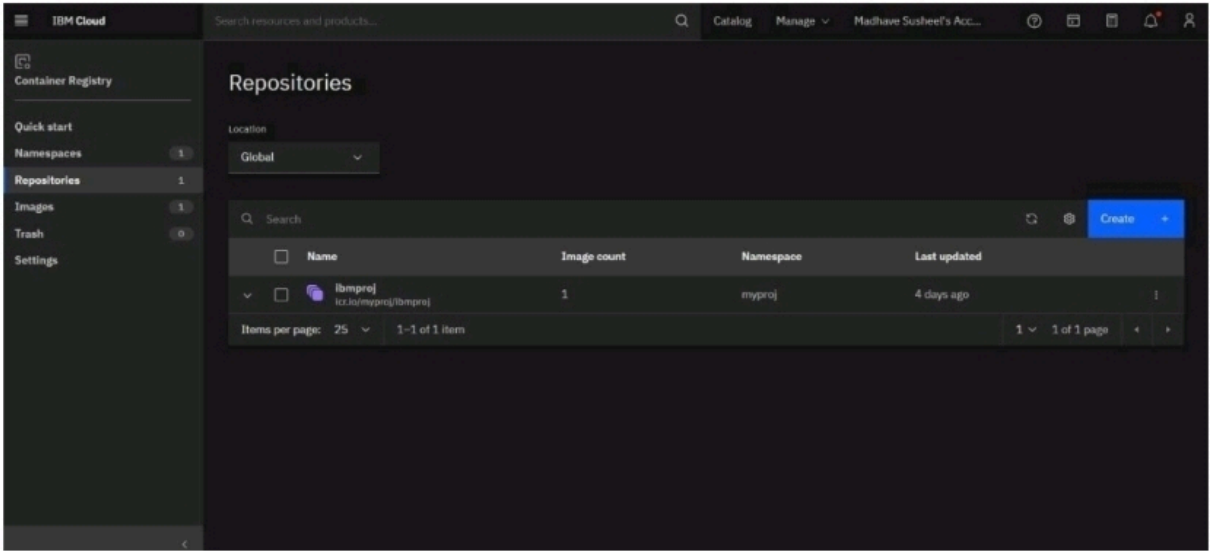 IBM Cloud
Search resources and products...
Catalog
Manage
Madhave Susheel's Acc...
Container Registry
Quick start
Namespaces 1
Repositories 1
Images 1
Trash 0
Settings
Repositories
Location
Global
Search
Create +
Name Image count Namespace Last updated
ibmproj 1 myproj 4 days ago
icr.io/myproj/ibmproj
Items per page: 25 1–1 of 1 item 1 1 of 1 page